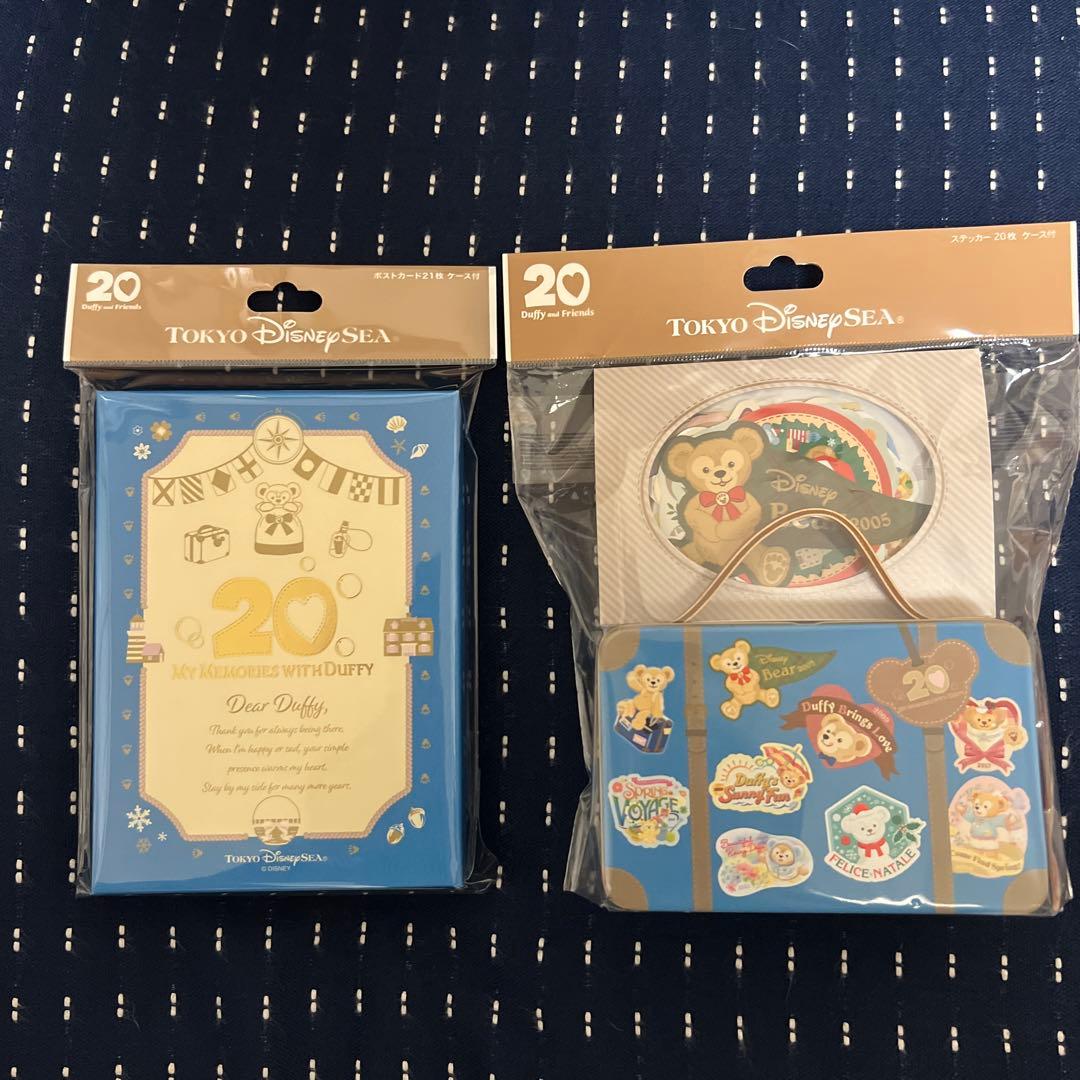 20
Duffy and Friends
ポストカード21枚 ケース付
TOKYO DISNEYSEA®
20
MY MEMORIES WITH DUFFY
Dear Duffy,
Thank you for always being there.
When I'm happy or sad, your simple
presence warms my heart.
Stay by my side for many more years.
TOKYO DISNEYSEA®
© DISNEY
20
Duffy and Friends
ステッカー 20枚 ケース付
TOKYO DISNEYSEA®
Disney
Bear 2005
Disney
Bear 2005
20
Duffy Brings Love
Duffy's
Sunny Fun
SPRING
VOYAGE
FELICE NATALE